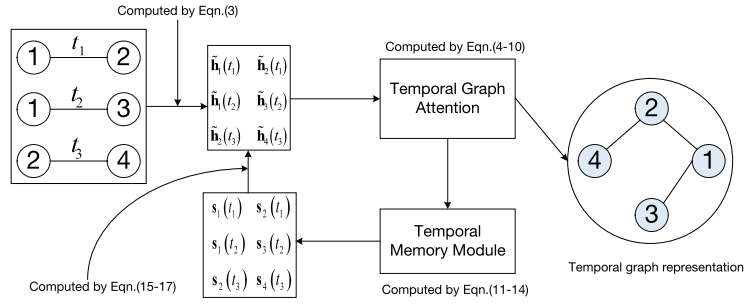 Computed by Eqn.(3)
1 t₁ 2
1 t₂ 3
2 t₃ 4
h̃₁(t₁) h̃₂(t₁)
h̃₁(t₂) h̃₃(t₂)
h̃₂(t₃) h̃₄(t₃)
Computed by Eqn.(4-10)
Temporal Graph
Attention
2
4
1
3
Temporal graph representation
s₁(t₁) s₂(t₁)
s₁(t₂) s₃(t₂)
s₂(t₃) s₄(t₃)
Temporal
Memory Module
Computed by Eqn.(11-14)
Computed by Eqn.(15-17)